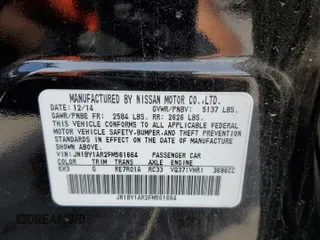 MANUFACTURED BY NISSAN MOTOR CO.,LTD.
DATE: 12/14 GVWR/PNBV: 5137 LBS.
GAWR/PNBE FR: 2584 LBS. RR: 2626 LBS.
THIS VEHICLE CONFORMS TO ALL APPLICABLE FEDERAL
MOTOR VEHICLE SAFETY,BUMPER,AND THEFT PREVENTION
STANDARDS IN EFFECT ON THE DATE OF MANUFACTURE
SHOWN ABOVE.
VIN:JN1BY1AR2FM561664 PASSENGER CAR
COLOR TRIM TRANS AXLE ENGINE
KH3 G RE7R01A RC33 VQ37(VHR) 3696CC
JN1BY1AR2FM561664